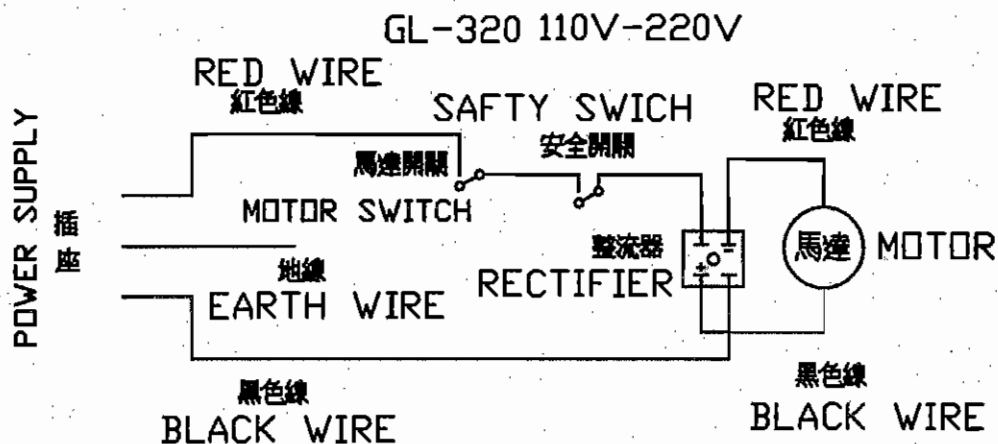 GL-320 110V-220V
RED WIRE
紅色線
SAFTY SWICH
安全開關
RED WIRE
紅色線
馬達開關
MOTOR SWITCH
POWER SUPPLY
插座
地線
EARTH WIRE
整流器
RECTIFIER
馬達
MOTOR
黑色線
BLACK WIRE
黑色線
BLACK WIRE